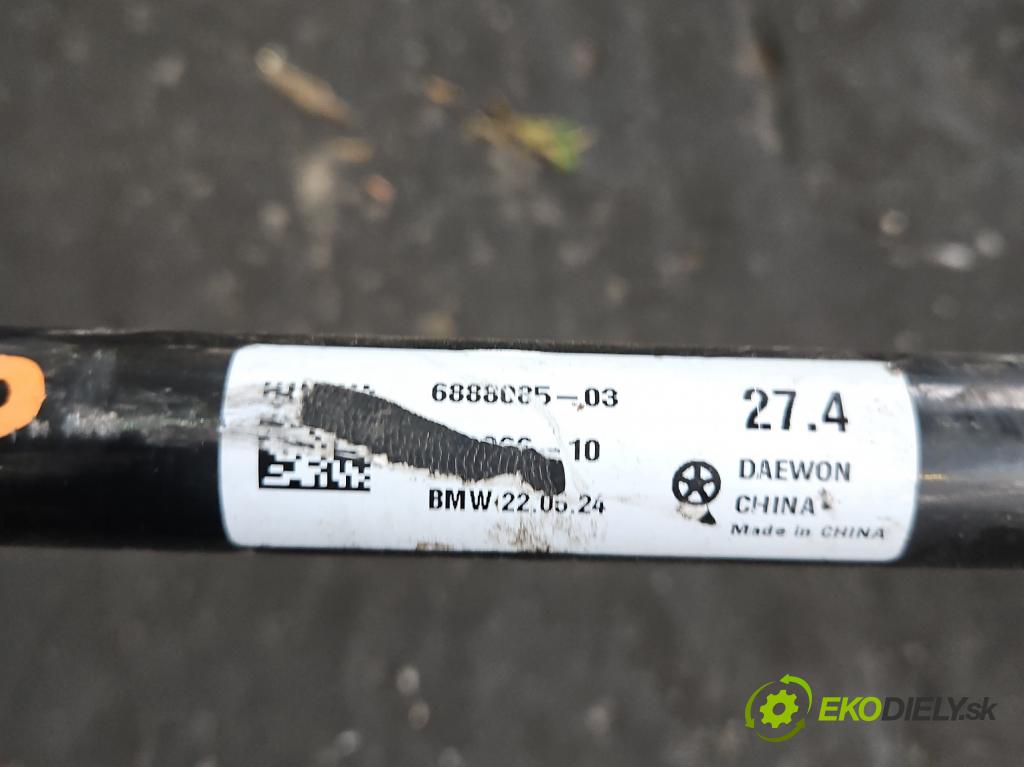 6888085-03
27.4
-10
DAEWON
CHINA
BMW 22.05.24
Made in CHINA
EKODIELY.sk